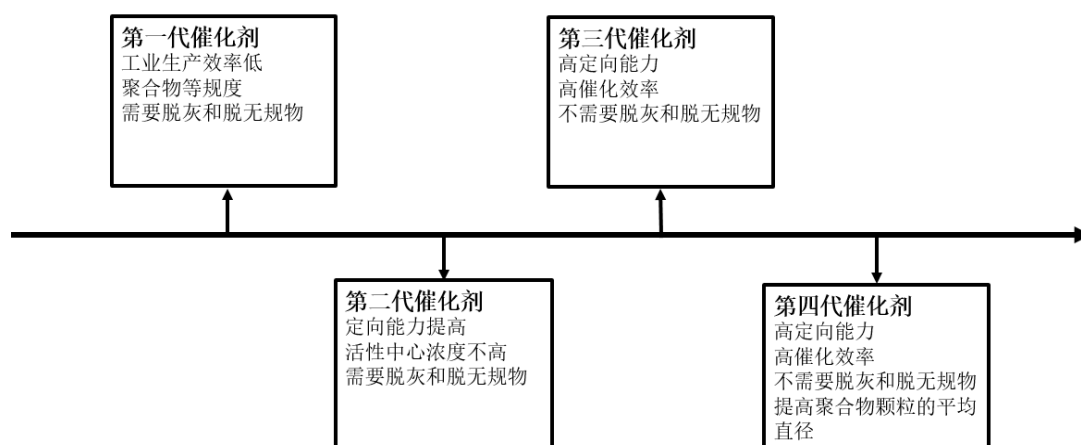 第一代催化剂
工业生产效率低
聚合物等规度
需要脱灰和脱无规物
第三代催化剂
高定向能力
高催化效率
不需要脱灰和脱无规物
第二代催化剂
定向能力提高
活性中心浓度不高
需要脱灰和脱无规物
第四代催化剂
高定向能力
高催化效率
不需要脱灰和脱无规物
提高聚合物颗粒的平均
直径